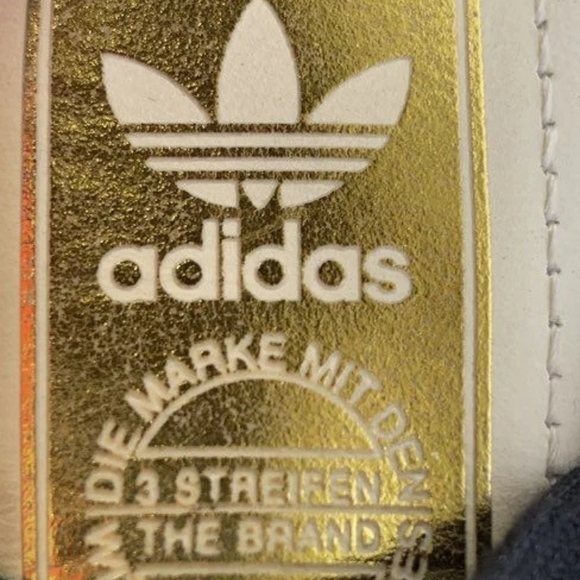 adidas
DIE MARKE MIT DEN
3 STREIFEN
THE BRAND